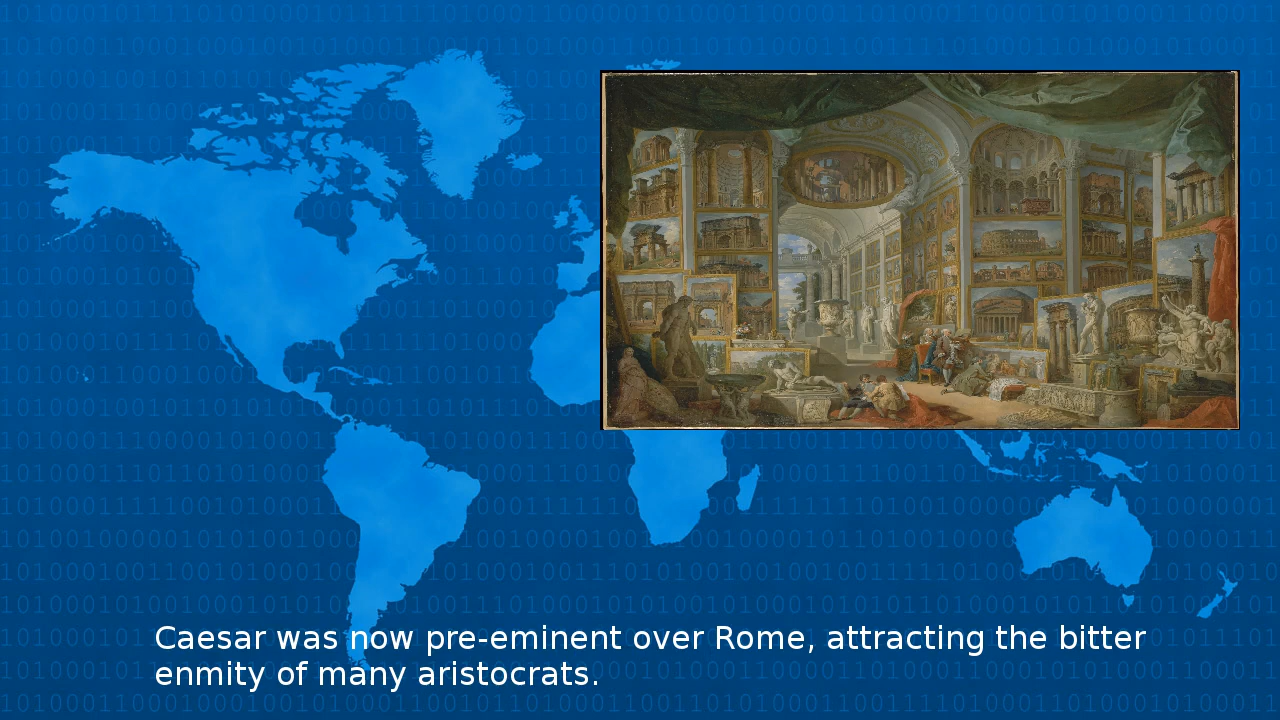 Caesar was now pre-eminent over Rome, attracting the bitter
enmity of many aristocrats.